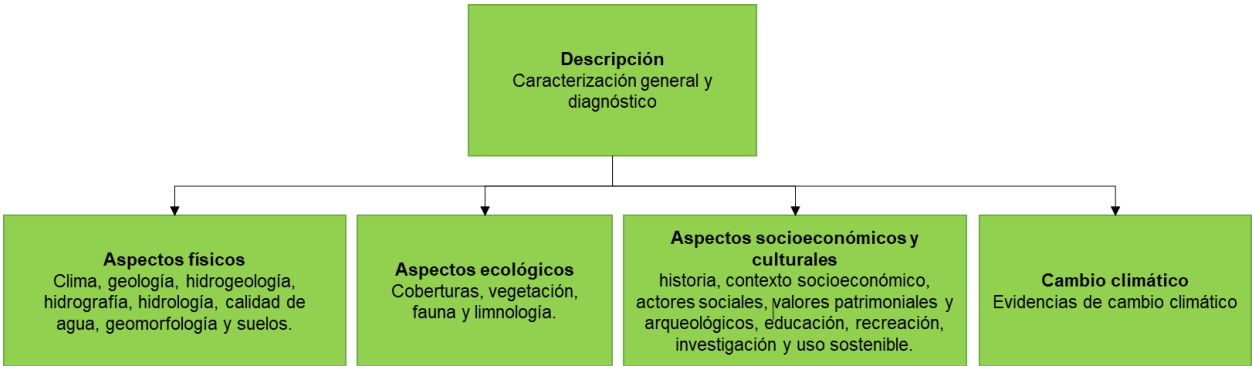 Descripción
Caracterización general y
diagnóstico
Aspectos físicos
Clima, geología, hidrogeología,
hidrografía, hidrología, calidad de
agua, geomorfología y suelos.
Aspectos ecológicos
Coberturas, vegetación,
fauna y limnología.
Aspectos socioeconómicos y
culturales
historia, contexto socioeconómico,
actores sociales, valores patrimoniales y
arqueológicos, educación, recreación,
investigación y uso sostenible.
Cambio climático
Evidencias de cambio climático